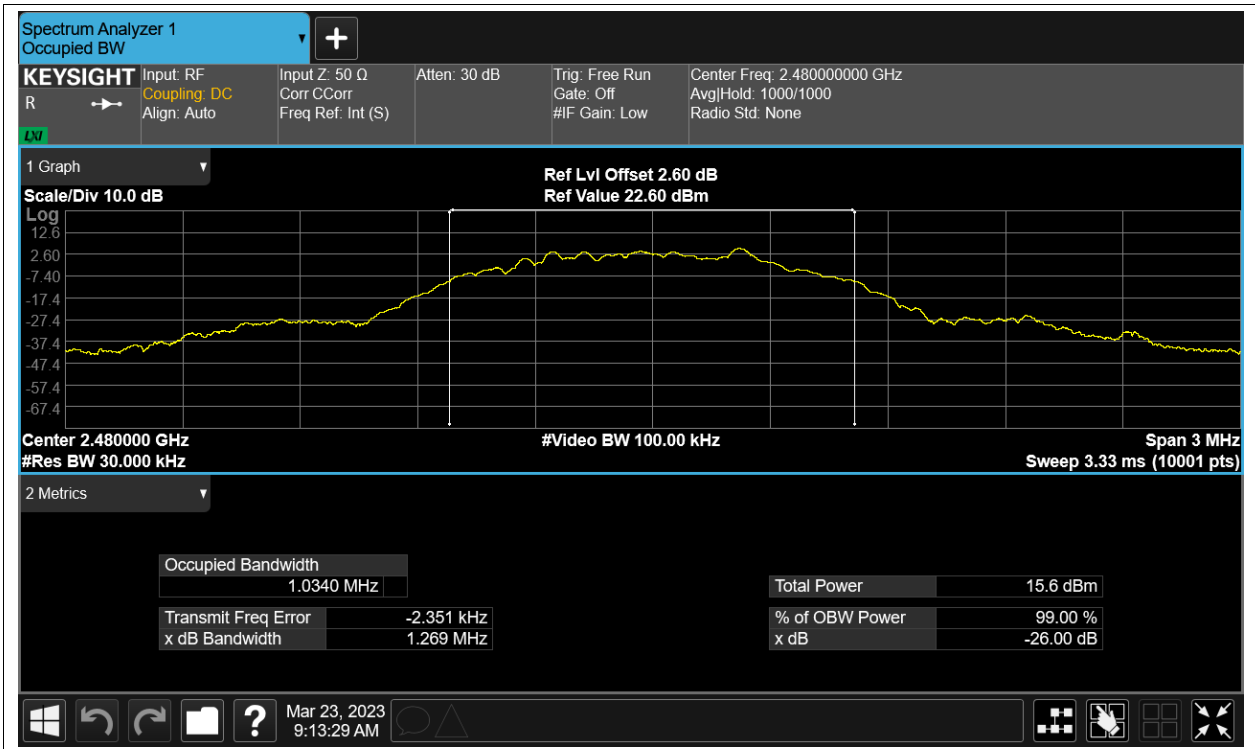 Spectrum Analyzer 1
Occupied BW
KEYSIGHT
R
LXI
Input: RF
Coupling: DC
Align: Auto
Input Z: 50 Ω
Corr CCorr
Freq Ref: Int (S)
Atten: 30 dB
Trig: Free Run
Gate: Off
#IF Gain: Low
Center Freq: 2.480000000 GHz
Avg|Hold: 1000/1000
Radio Std: None
1 Graph
Scale/Div 10.0 dB
Ref Lvl Offset 2.60 dB
Ref Value 22.60 dBm
Log
12.6
2.60
-7.40
-17.4
-27.4
-37.4
-47.4
-57.4
-67.4
Center 2.480000 GHz
#Video BW 100.00 kHz
Span 3 MHz
#Res BW 30.000 kHz
Sweep 3.33 ms (10001 pts)
2 Metrics
Occupied Bandwidth
1.0340 MHz
Total Power 15.6 dBm
Transmit Freq Error -2.351 kHz
% of OBW Power 99.00 %
x dB Bandwidth 1.269 MHz
x dB -26.00 dB
?
Mar 23, 2023
9:13:29 AM